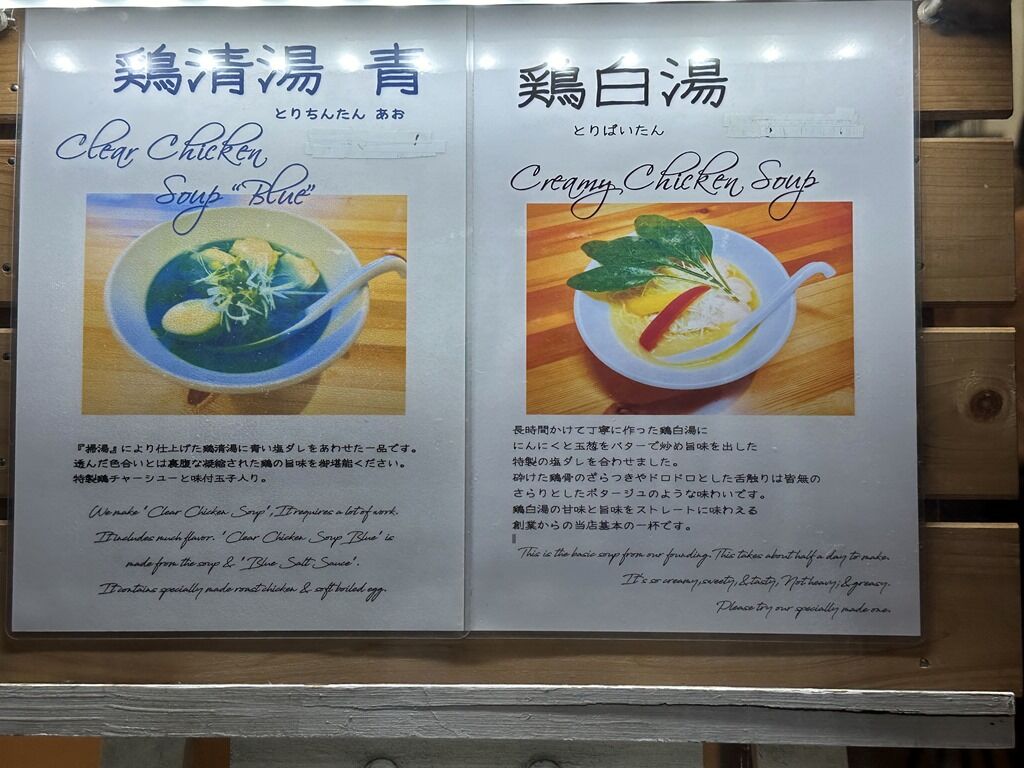 鶏清湯 青
とりちんたん あお
Clear Chicken
Soup "Blue"
『掃湯』により仕上げた鶏清湯に青い塩ダレをあわせた一品です。
透んだ色合いとは裏腹な凝縮された鶏の旨味を御堪能ください。
特製鶏チャーシューと味付玉子入り。
We make "Clear Chicken Soup", It requires a lot of work.
It includes much flavor. "Clear Chicken Soup Blue" is
made from the soup & "Blue Salt Sauce".
It contains specially made roast chicken & soft boiled egg.
鶏白湯
とりぱいたん
Creamy Chicken Soup
長時間かけて丁寧に作った鶏白湯に
にんにくと玉葱をバターで炒め旨味を出した
特製の塩ダレを合わせました。
砕けた鶏骨のざらつきやドロドロとした舌触りは皆無の
さらりとしたポタージュのような味わいです。
鶏白湯の甘味と旨味をストレートに味わえる
創業からの当店基本の一杯です。
This is the basic soup from our founding. This takes about half a day to make.
It's so creamy, sweety, & tasty, Not heavy, & greasy.
Please try our specially made one.